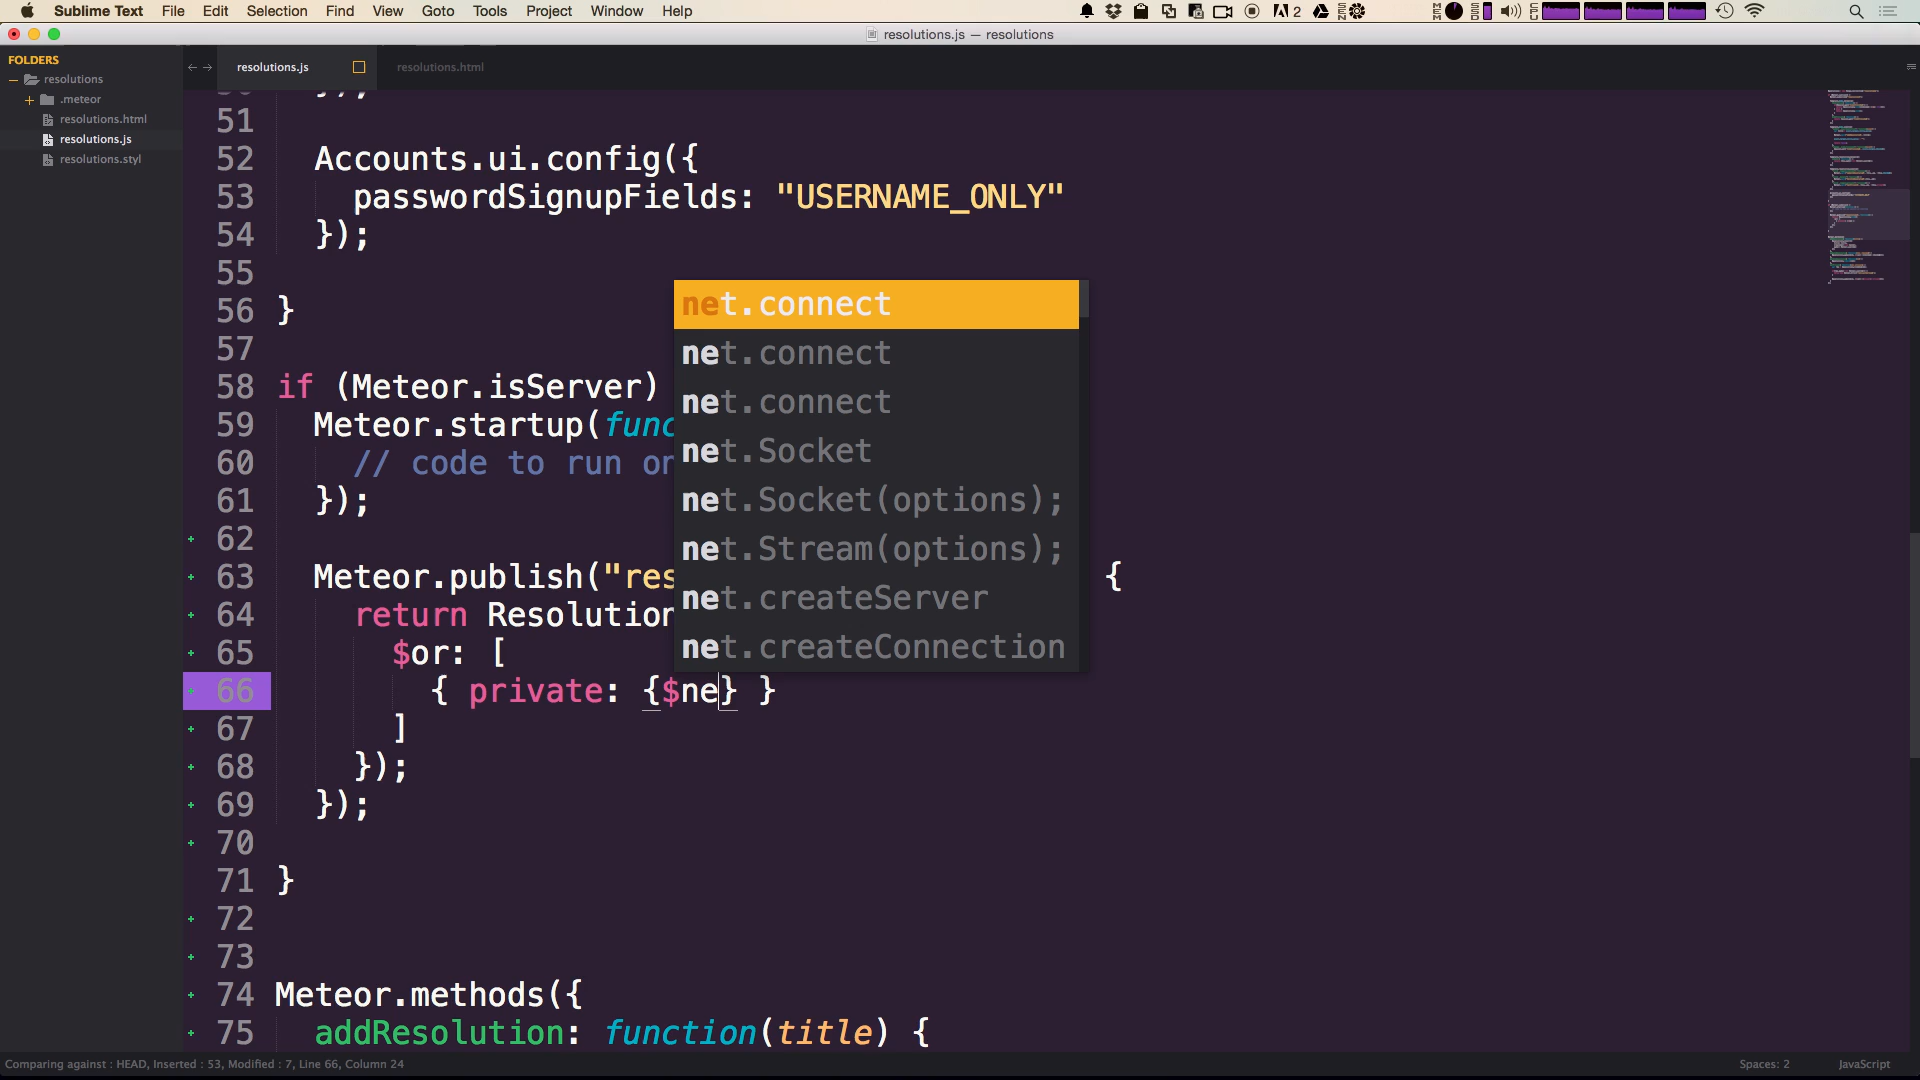 Sublime Text File Edit Selection Find View Goto Tools Project Window Help
resolutions.js — resolutions
FOLDERS
resolutions
.meteor
resolutions.html
resolutions.js
resolutions.styl
resolutions.js resolutions.html
51
52 Accounts.ui.config({
53 passwordSignupFields: "USERNAME_ONLY"
54 });
55
56 }
57
58 if (Meteor.isServer)
59 Meteor.startup(func
60 // code to run on
61 });
62
63 Meteor.publish("res {
64 return Resolution
65 $or: [
66 { private: {$ne} }
67 ]
68 });
69 });
70
71 }
72
73
74 Meteor.methods({
75 addResolution: function(title) {
net.connect
net.connect
net.connect
net.Socket
net.Socket(options);
net.Stream(options);
net.createServer
net.createConnection
Comparing against : HEAD, Inserted : 53, Modified : 7, Line 66, Column 24
Spaces: 2 JavaScript